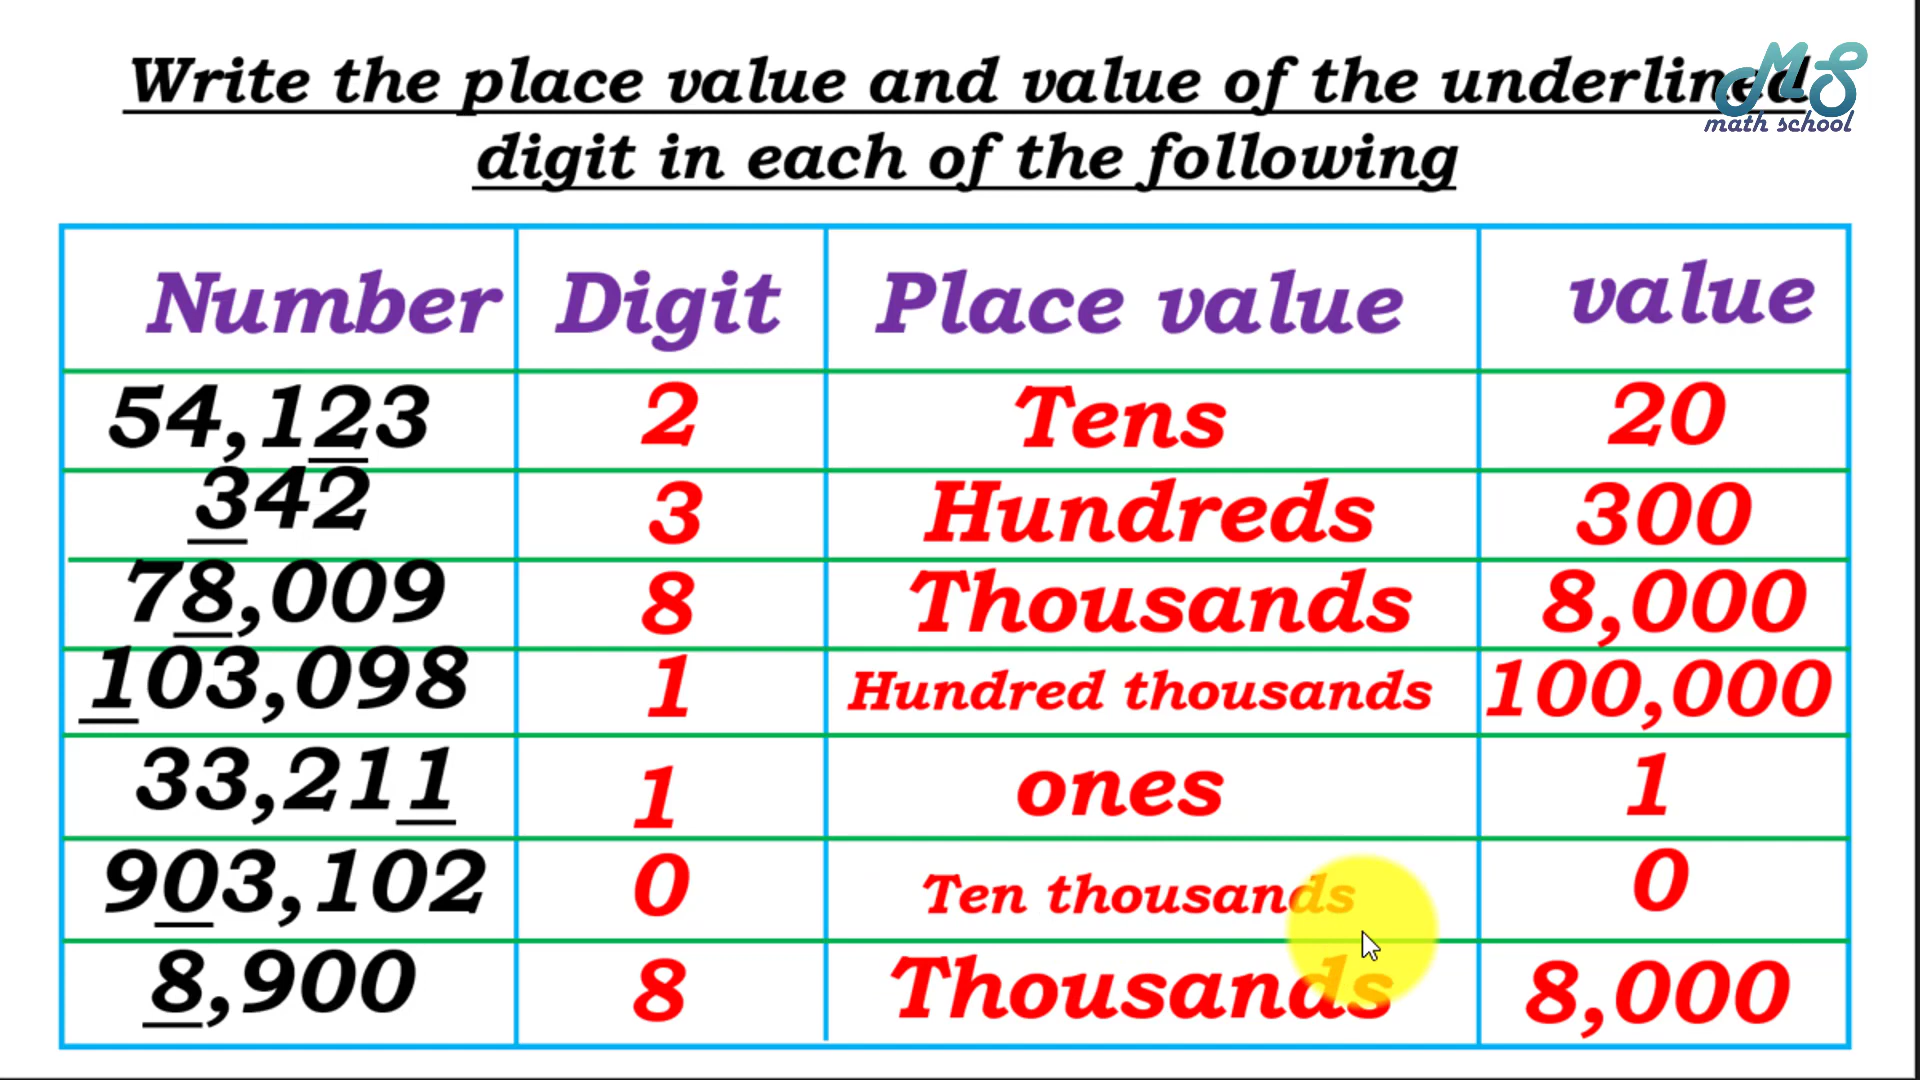 Write the place value and value of the underlined
digit in each of the following
MS
math school
Number Digit Place value value
54,123 2 Tens 20
342 3 Hundreds 300
78,009 8 Thousands 8,000
103,098 1 Hundred thousands 100,000
33,211 1 ones 1
903,102 0 Ten thousands 0
8,900 8 Thousands 8,000